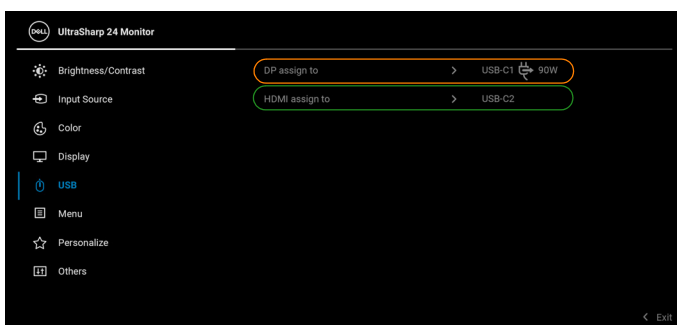 DELL UltraSharp 24 Monitor
Brightness/Contrast
DP assign to > USB-C1 90W
Input Source
HDMI assign to > USB-C2
Color
Display
USB
Menu
Personalize
Others
< Exit